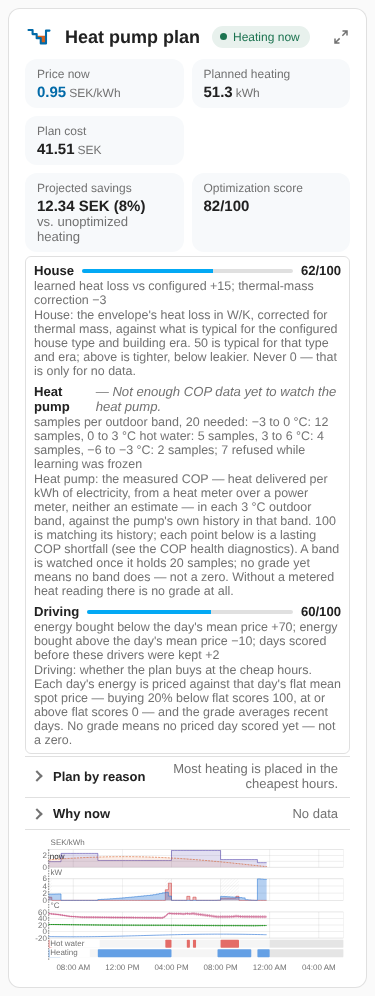 Heat pump plan
Heating now
Price now
0.95 SEK/kWh
Planned heating
51.3 kWh
Plan cost
41.51 SEK
Projected savings
12.34 SEK (8%)
vs. unoptimized
heating
Optimization score
82/100
House
62/100
learned heat loss vs configured +15; thermal-mass
correction −3
House: the envelope's heat loss in W/K, corrected for
thermal mass, against what is typical for the configured
house type and building era. 50 is typical for that type
and era; above is tighter, below leakier. Never 0 — that
is only for no data.
Heat
pump
— Not enough COP data yet to watch the
heat pump.
samples per outdoor band, 20 needed: −3 to 0 °C: 12
samples, 0 to 3 °C hot water: 5 samples, 3 to 6 °C: 4
samples, −6 to −3 °C: 2 samples; 7 refused while
learning was frozen
Heat pump: the measured COP — heat delivered per
kWh of electricity, from a heat meter over a power
meter, neither an estimate — in each 3 °C outdoor
band, against the pump's own history in that band. 100
is matching its history; each point below is a lasting
COP shortfall (see the COP health diagnostics). A band
is watched once it holds 20 samples; no grade yet
means no band does — not a zero. Without a metered
heat reading there is no grade at all.
Driving
60/100
energy bought below the day's mean price +70; energy
bought above the day's mean price −10; days scored
before these drivers were kept +2
Driving: whether the plan buys at the cheap hours.
Each day's energy is priced against that day's flat mean
spot price — buying 20% below flat scores 100, at or
above flat scores 0 — and the grade averages recent
days. No grade means no priced day scored yet — not
a zero.
Plan by reason
Most heating is placed in the
cheapest hours.
Why now
No data
SEK/kWh
2
now
0
kW
6
4
2
0
°C
60
40
20
-20
Hot water
Heating
08:00 AM
12:00 PM
04:00 PM
08:00 PM
12:00 AM
04:00 AM